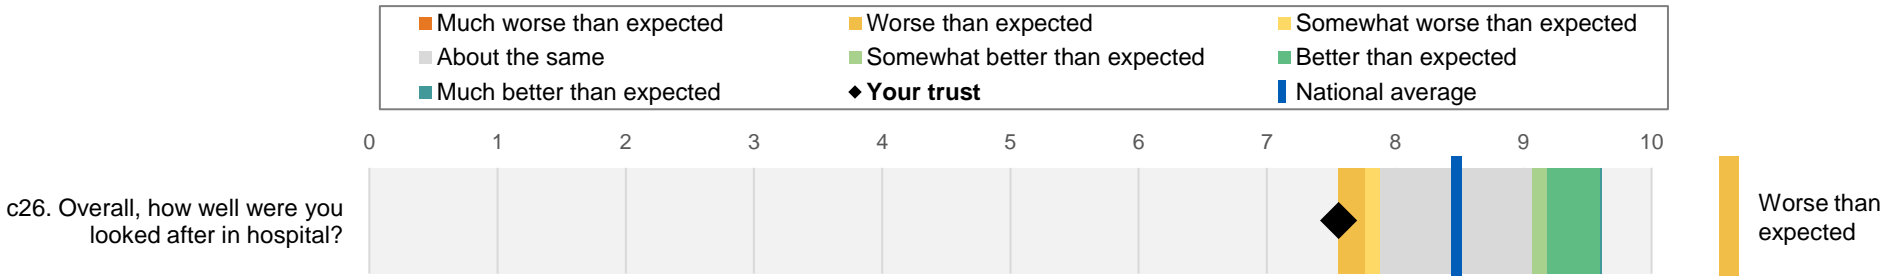 Much worse than expected
Worse than expected
Somewhat worse than expected
About the same
Somewhat better than expected
Better than expected
Much better than expected
Your trust
National average
0 1 2 3 4 5 6 7 8 9 10
c26. Overall, how well were you
looked after in hospital?
Worse than
expected